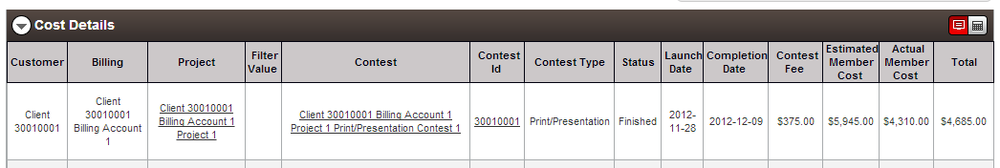 Cost Details
Customer
Billing
Project
Filter
Value
Contest
Contest
Id
Contest Type
Status
Launch
Date
Completion
Date
Contest
Fee
Estimated
Member
Cost
Actual
Member
Cost
Total
Client
30010001
Client
30010001
Billing Account
1
Client 30010001
Billing Account 1
Project 1
Client 30010001 Billing Account 1
Project 1 Print/Presentation Contest 1
30010001
Print/Presentation
Finished
2012-
11-28
2012-12-09
$375.00
$5,945.00
$4,310.00
$4,685.00